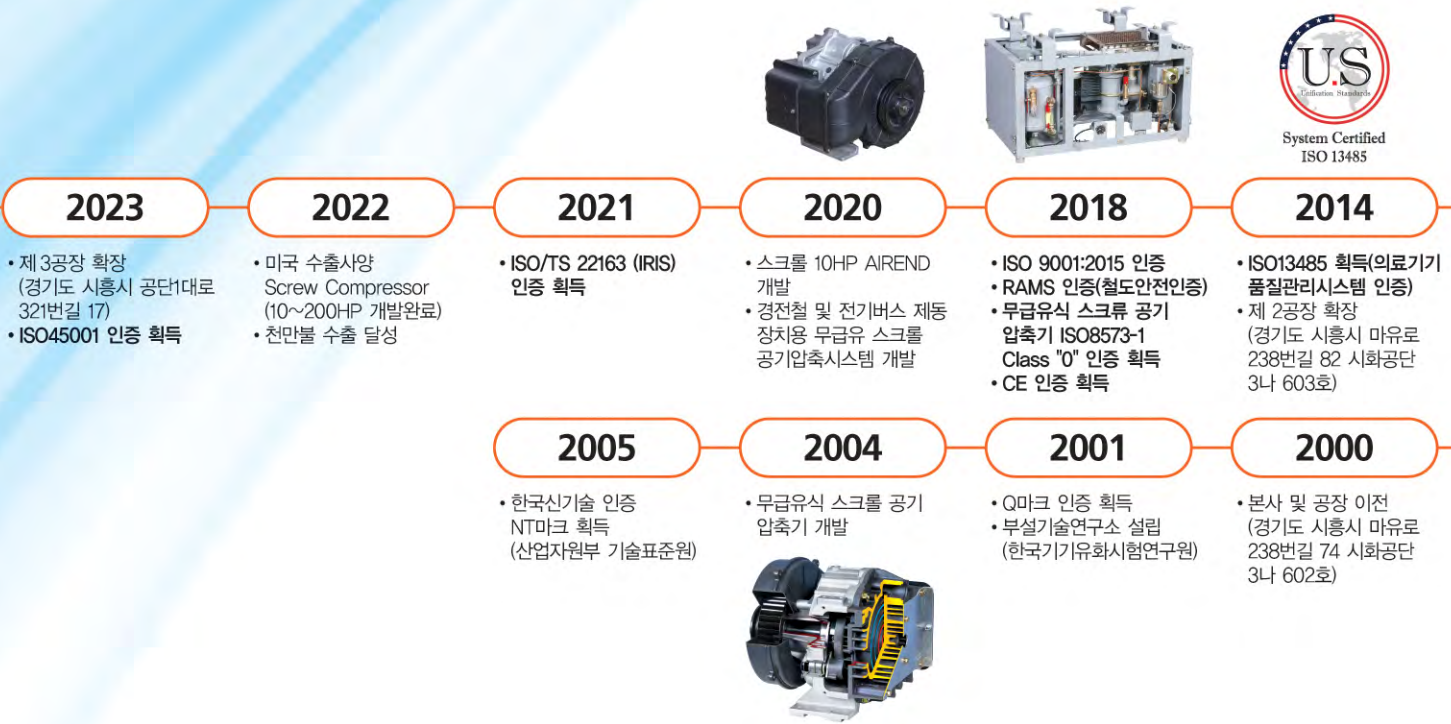 U.S
Unification Standards
System Certified
ISO 13485
2023
• 제3공장 확장
(경기도 시흥시 공단1대로
321번길 17)
• ISO45001 인증 획득
2022
• 미국 수출사양
Screw Compressor
(10~200HP 개발완료)
• 천만불 수출 달성
2021
• ISO/TS 22163 (IRIS)
인증 획득
2020
• 스크롤 10HP AIREND
개발
• 경전철 및 전기버스 제동
장치용 무급유 스크롤
공기압축시스템 개발
2018
• ISO 9001:2015 인증
• RAMS 인증(철도안전인증)
• 무급유식 스크류 공기
압축기 ISO8573-1
Class "0" 인증 획득
• CE 인증 획득
2014
• ISO13485 획득(의료기기
품질관리시스템 인증)
• 제 2공장 확장
(경기도 시흥시 마유로
238번길 82 시화공단
3나 603호)
2005
• 한국신기술 인증
NT마크 획득
(산업자원부 기술표준원)
2004
• 무급유식 스크롤 공기
압축기 개발
2001
• Q마크 인증 획득
• 부설기술연구소 설립
(한국기기유화시험연구원)
2000
• 본사 및 공장 이전
(경기도 시흥시 마유로
238번길 74 시화공단
3나 602호)